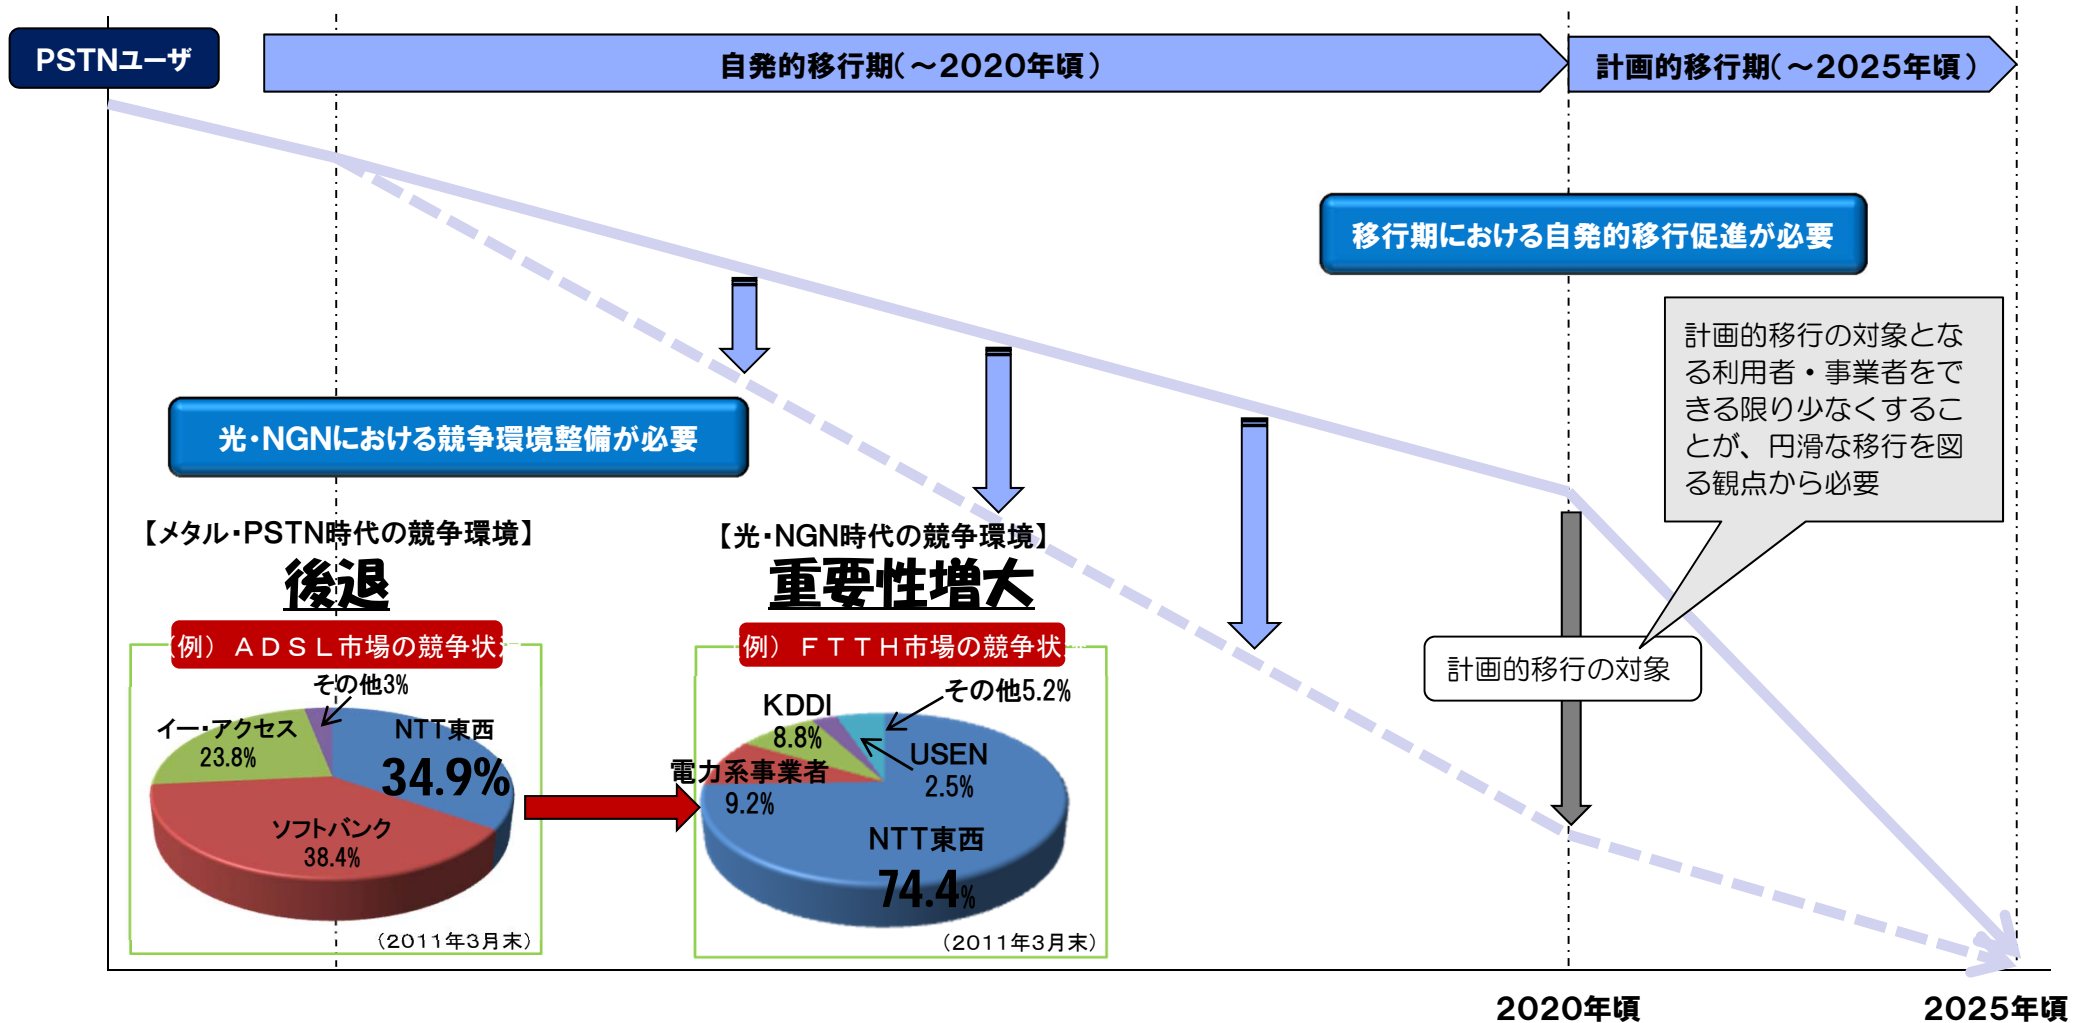 PSTNユーザ
自発的移行期(~2020年頃)
計画的移行期(~2025年頃)
移行期における自発的移行促進が必要
計画的移行の対象とな
る利用者・事業者をで
きる限り少なくするこ
とが、円滑な移行を図
る観点から必要
光・NGNにおける競争環境整備が必要
【メタル・PSTN時代の競争環境】
後退
(例)ADSL市場の競争状
その他3%
イー・アクセス
23.8%
NTT東西
34.9%
ソフトバンク
38.4%
(2011年3月末)
【光・NGN時代の競争環境】
重要性増大
例)FTTH市場の競争状
その他5.2%
KDDI
8.8%
USEN
2.5%
電力系事業者
9.2%
NTT東西
74.4%
(2011年3月末)
計画的移行の対象
2020年頃
2025年頃